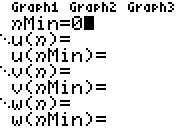 Graph1 Graph2 Graph3
nMin=0
u(n)=
u(nMin)=
v(n)=
v(nMin)=
w(n)=
w(nMin)=